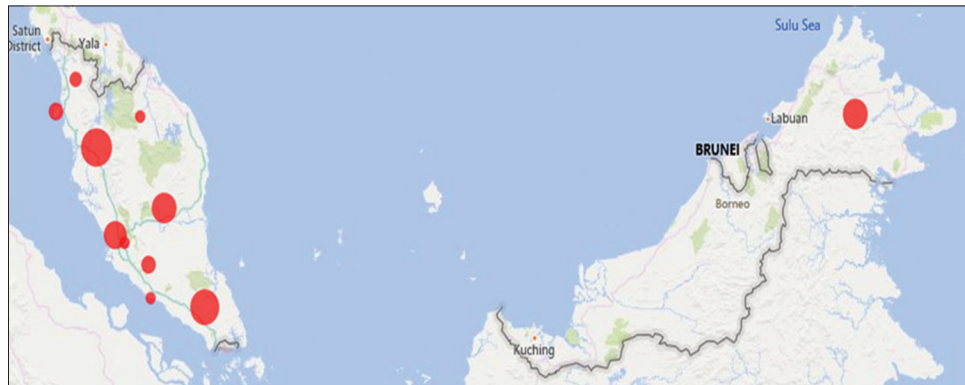 Satun
District
Yala
Sulu Sea
Labuan
BRUNEI
Borneo
Kuching